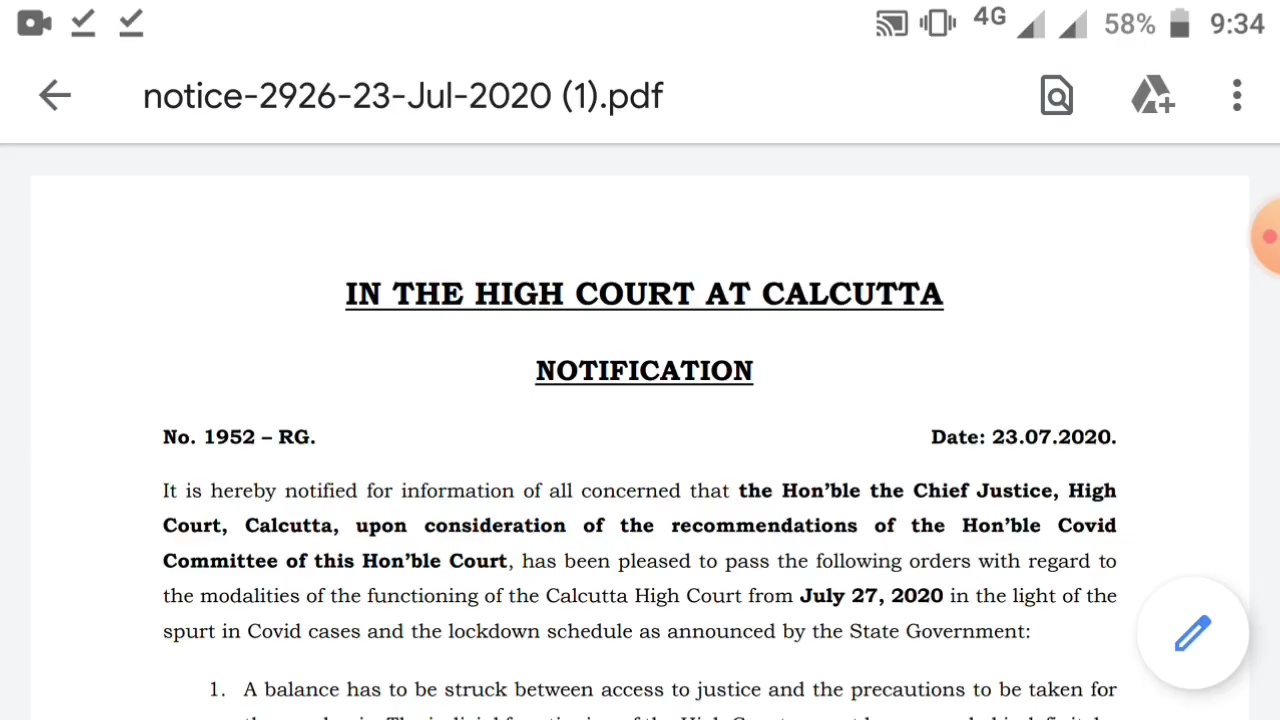 4G 58% 9:34
notice-2926-23-Jul-2020 (1).pdf
IN THE HIGH COURT AT CALCUTTA
NOTIFICATION
No. 1952 – RG. Date: 23.07.2020.
It is hereby notified for information of all concerned that the Hon’ble the Chief Justice, High
Court, Calcutta, upon consideration of the recommendations of the Hon’ble Covid
Committee of this Hon’ble Court, has been pleased to pass the following orders with regard to
the modalities of the functioning of the Calcutta High Court from July 27, 2020 in the light of the
spurt in Covid cases and the lockdown schedule as announced by the State Government:
1. A balance has to be struck between access to justice and the precautions to be taken for